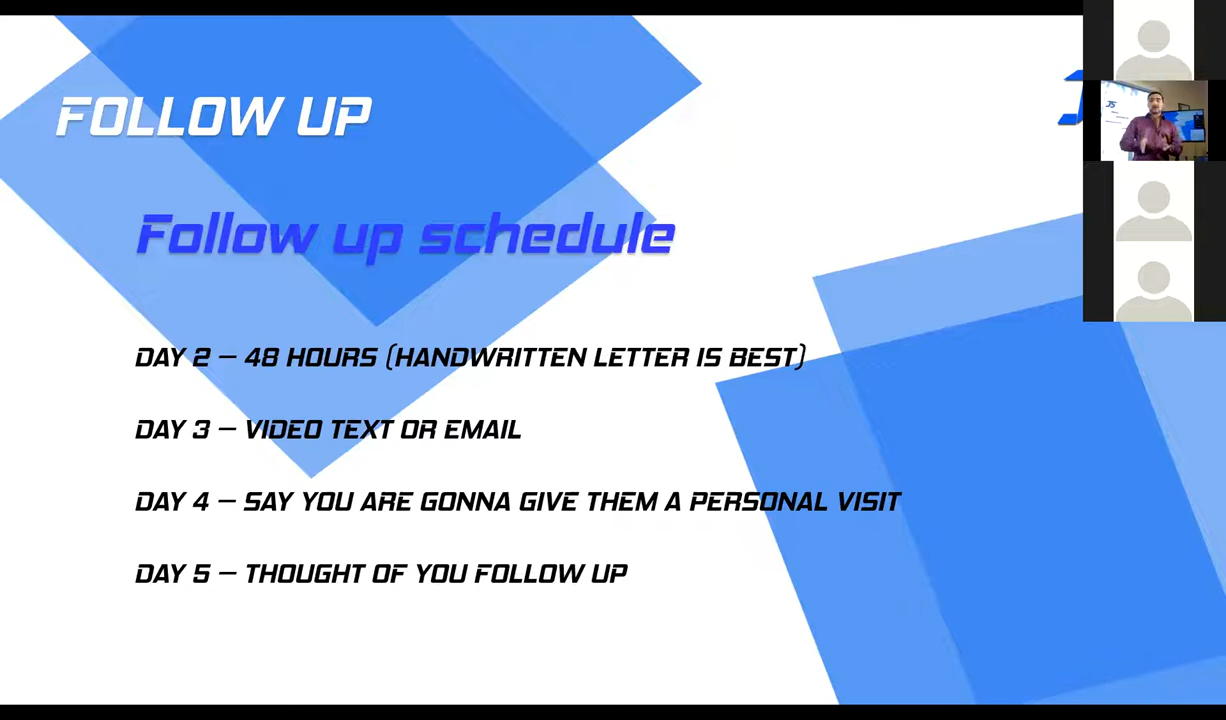 FOLLOW UP
JS
Follow up schedule
DAY 2 – 48 HOURS (HANDWRITTEN LETTER IS BEST)
DAY 3 – VIDEO TEXT OR EMAIL
DAY 4 – SAY YOU ARE GONNA GIVE THEM A PERSONAL VISIT
DAY 5 – THOUGHT OF YOU FOLLOW UP